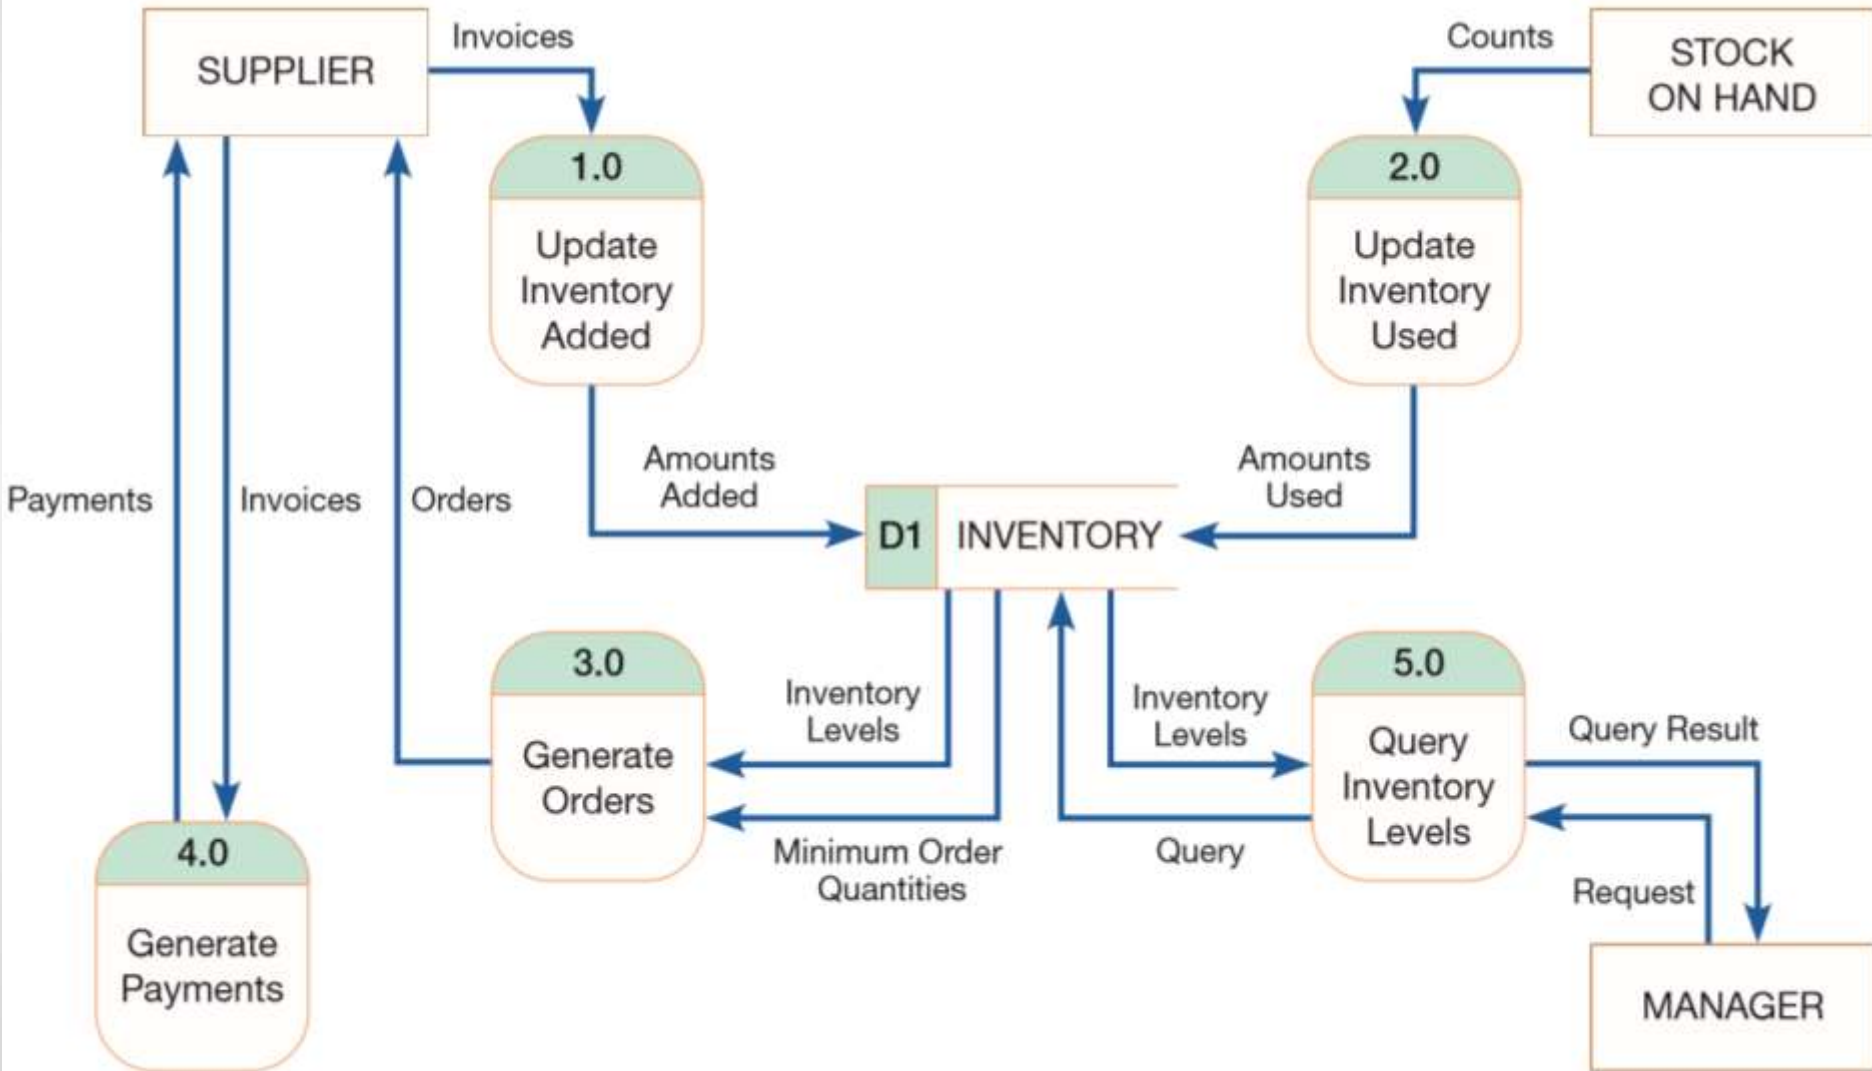 SUPPLIER
Invoices
Counts
STOCK
ON HAND
1.0
Update
Inventory
Added
2.0
Update
Inventory
Used
Payments
Invoices
Orders
Amounts
Added
Amounts
Used
D1
INVENTORY
3.0
Generate
Orders
Inventory
Levels
Minimum Order
Quantities
Inventory
Levels
Query
5.0
Query
Inventory
Levels
Query Result
Request
4.0
Generate
Payments
MANAGER